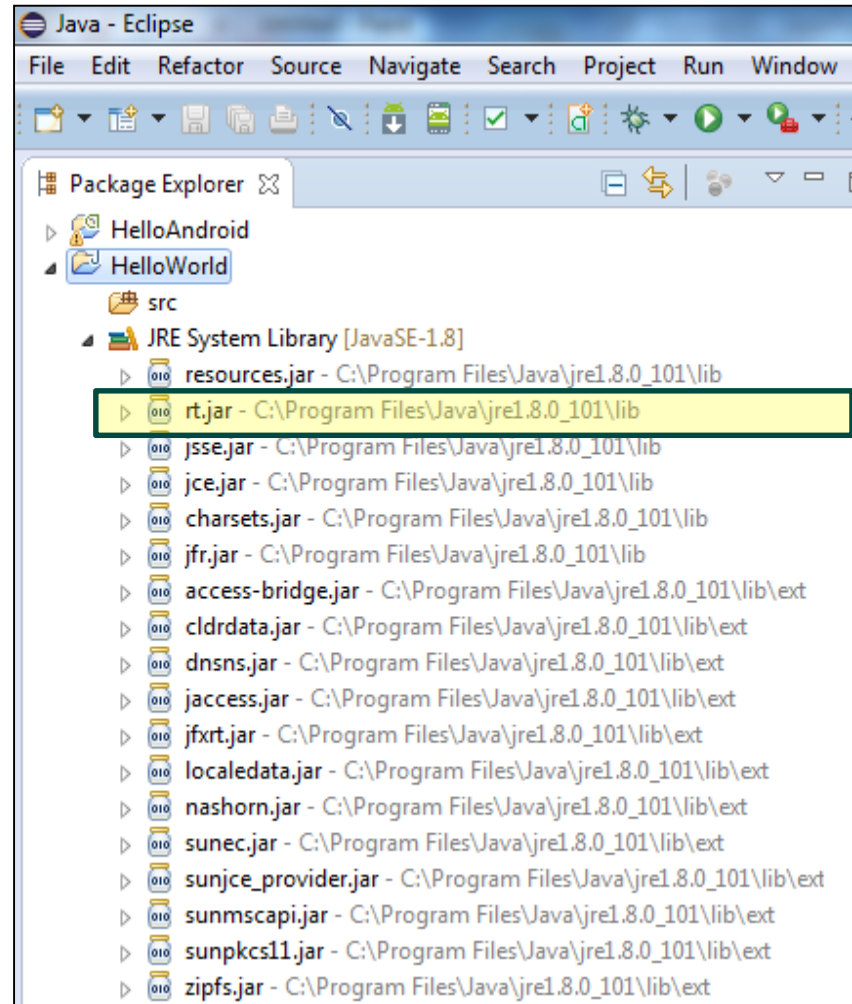 Java - Eclipse
File Edit Refactor Source Navigate Search Project Run Window
Package Explorer
HelloAndroid
HelloWorld
src
JRE System Library [JavaSE-1.8]
resources.jar - C:\Program Files\Java\jre1.8.0_101\lib
rt.jar - C:\Program Files\Java\jre1.8.0_101\lib
jsse.jar - C:\Program Files\Java\jre1.8.0_101\lib
jce.jar - C:\Program Files\Java\jre1.8.0_101\lib
charsets.jar - C:\Program Files\Java\jre1.8.0_101\lib
jfr.jar - C:\Program Files\Java\jre1.8.0_101\lib
access-bridge.jar - C:\Program Files\Java\jre1.8.0_101\lib\ext
cldrdata.jar - C:\Program Files\Java\jre1.8.0_101\lib\ext
dnsns.jar - C:\Program Files\Java\jre1.8.0_101\lib\ext
jaccess.jar - C:\Program Files\Java\jre1.8.0_101\lib\ext
jfxrt.jar - C:\Program Files\Java\jre1.8.0_101\lib\ext
localedata.jar - C:\Program Files\Java\jre1.8.0_101\lib\ext
nashorn.jar - C:\Program Files\Java\jre1.8.0_101\lib\ext
sunec.jar - C:\Program Files\Java\jre1.8.0_101\lib\ext
sunjce_provider.jar - C:\Program Files\Java\jre1.8.0_101\lib\ext
sunmscapi.jar - C:\Program Files\Java\jre1.8.0_101\lib\ext
sunpkcs11.jar - C:\Program Files\Java\jre1.8.0_101\lib\ext
zipfs.jar - C:\Program Files\Java\jre1.8.0_101\lib\ext